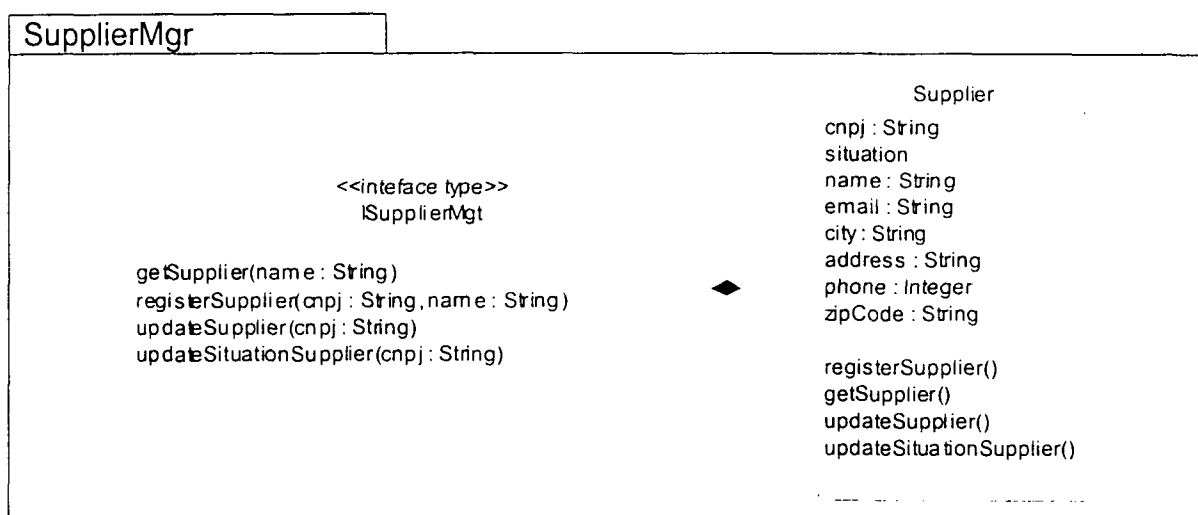 SupplierMgr
<<inteface type>>
ISupplierMgt
getSupplier(name : String)
registerSupplier(cnpj : String, name : String)
updateSupplier(cnpj : String)
updateSituationSupplier(cnpj : String)
Supplier
cnpj : String
situation
name : String
email : String
city : String
address : String
phone : Integer
zipCode : String
registerSupplier()
getSupplier()
updateSupplier()
updateSituationSupplier()